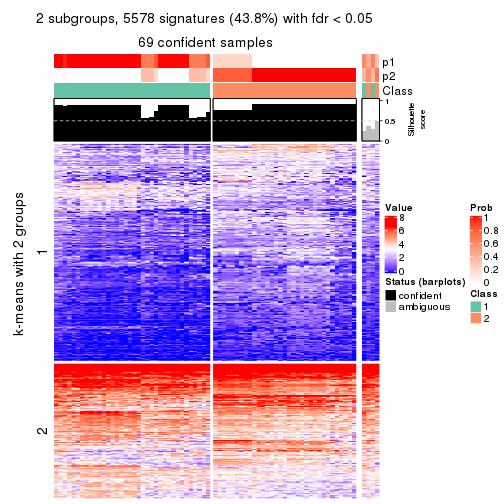 2 subgroups, 5578 signatures (43.8%) with fdr < 0.05
69 confident samples
p1
p2
Class
1
0.5
0
Silhouette
score
k-means with 2 groups
1
2
Value
8
6
4
2
0
Status (barplots)
confident
ambiguous
Prob
1
0.8
0.6
0.4
0.2
0
Class
1
2